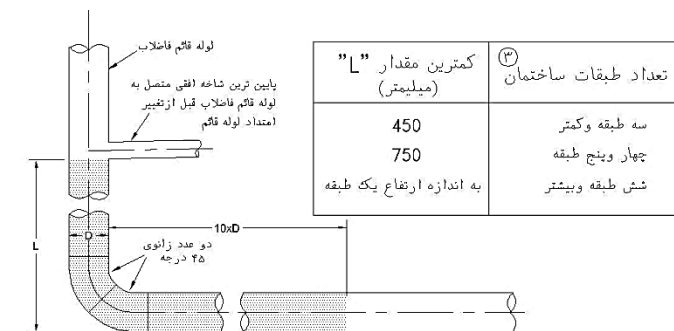 لوله قائم فاضلاب
پایین ترین شاخه افقی متصل به
لوله قائم فاضلاب قبل ازتغییر
امتداد لوله قائم
L
D
10xD
دو عدد زانوی
۴۵ درجه
تعداد طبقات ساختمان ③
کمترین مقدار "L"
(میلیمتر)
سه طبقه وکمتر 450
چهار وپنج طبقه 750
شش طبقه وبیشتر به اندازه ارتفاع یک طبقه